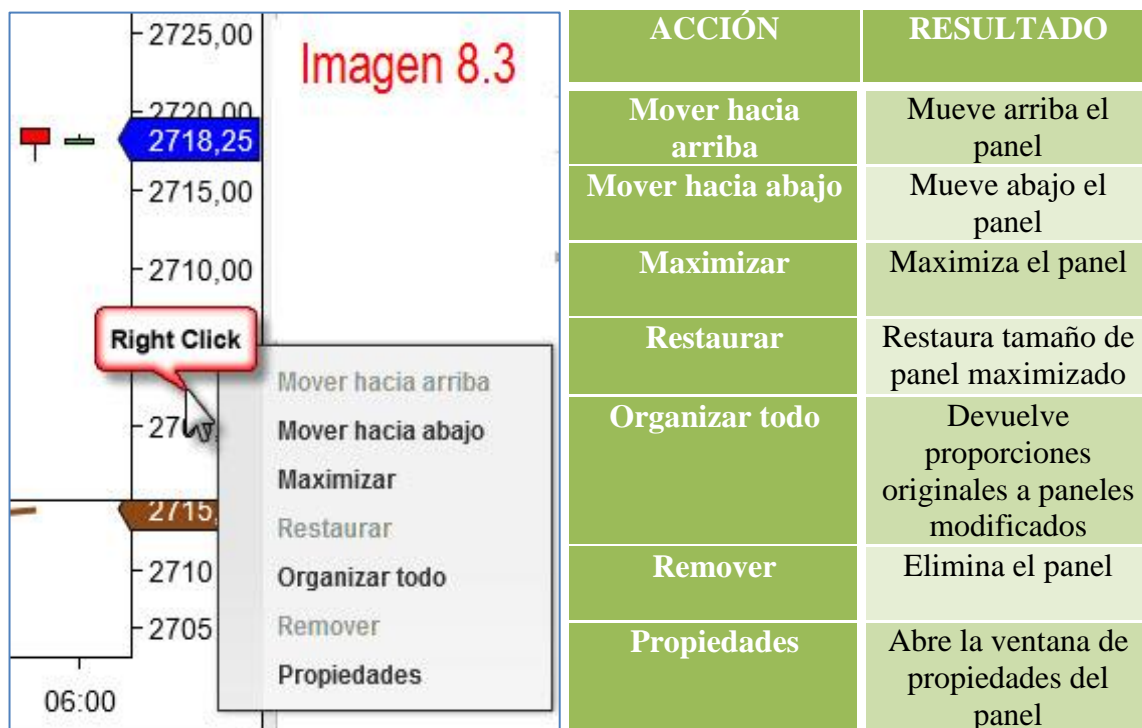 2725,00
Imagen 8.3
2720,00
2718,25
2715,00
2710,00
Right Click
Mover hacia arriba
Mover hacia abajo
Maximizar
Restaurar
Organizar todo
Remover
Propiedades
2710
2705
06:00
ACCIÓN RESULTADO
Mover hacia Mueve arriba el
arriba panel
Mover hacia abajo Mueve abajo el
panel
Maximizar Maximiza el panel
Restaurar Restaura tamaño de
panel maximizado
Organizar todo Devuelve
proporciones
originales a paneles
modificados
Remover Elimina el panel
Propiedades Abre la ventana de
propiedades del
panel